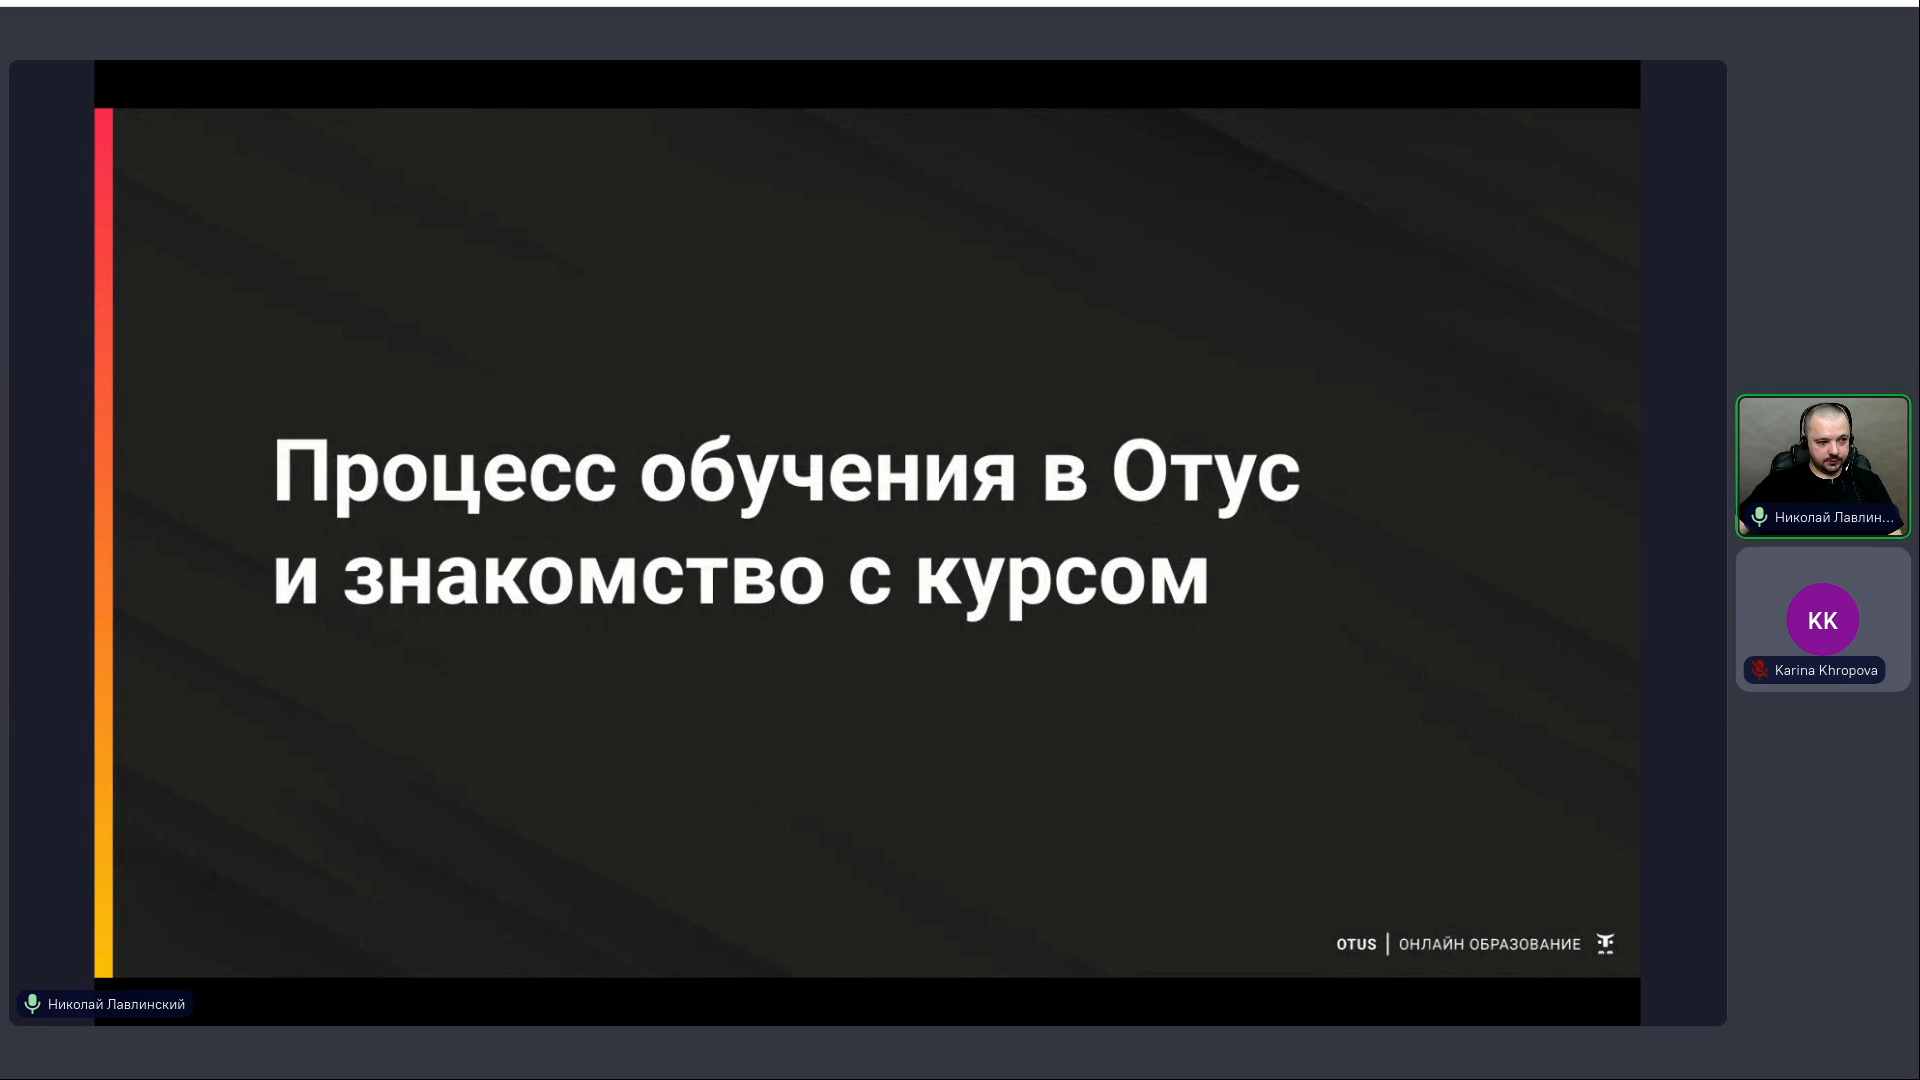 Процесс обучения в Отус
и знакомство с курсом
OTUS | ОНЛАЙН ОБРАЗОВАНИЕ
Николай Лавлинский
Николай Лавлин...
KK
Karina Khropova